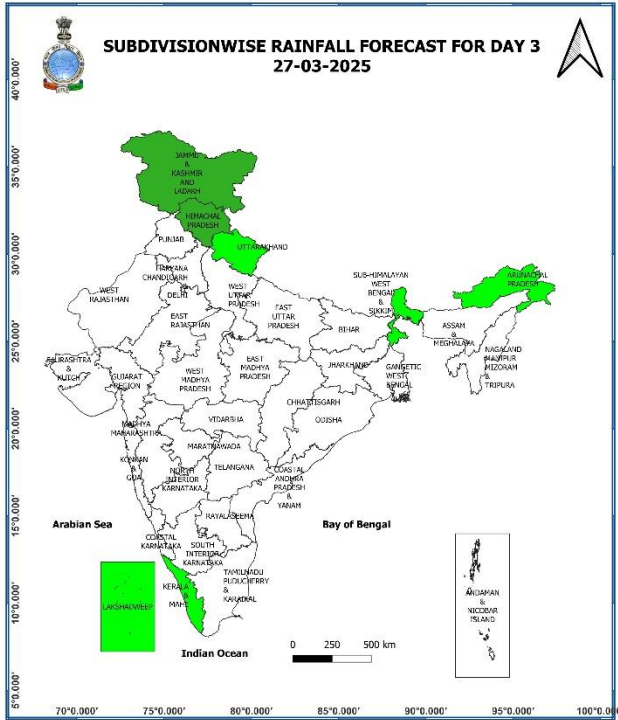 SUBDIVISIONWISE RAINFALL FORECAST FOR DAY 3
27-03-2025
40°0.000'
35°0.000'
30°0.000'
25°0.000'
20°0.000'
15°0.000'
10°0.000'
5°0.000'
JAMMU
&
KASHMIR
AND
LADAKH
HIMACHAL
PRADESH
PUNJAB
UTTARAKHAND
HARYANA
CHANDIGARH
&
DELHI
WEST
RAJASTHAN
WEST
UTTAR
PRADESH
EAST
RAJASTHAN
EAST
UTTAR
PRADESH
SUB-HIMALAYAN
WEST
BENGAL
&
SIKKIM
ARUNACHAL
PRADESH
BIHAR
ASSAM
&
MEGHALAYA
NAGALAND
MANIPUR
MIZORAM
&
TRIPURA
SAURASHTRA
&
KUTCH
GUJARAT
REGION
WEST
MADHYA
PRADESH
EAST
MADHYA
PRADESH
JHARKHAND
GANGETIC
WEST
BENGAL
CHHATTISGARH
ODISHA
VIDARBHA
MADHYA
MAHARASHTRA
MARATHWADA
KONKAN
&
GOA
NORTH
INTERIOR
KARNATAKA
TELANGANA
COASTAL
ANDHRA
PRADESH
&
YANAM
RAYALASEEMA
Arabian Sea
Bay of Bengal
COASTAL
KARNATAKA
SOUTH
INTERIOR
KARNATAKA
TAMILNADU
PUDUCHERRY
&
KARAIKAL
KERALA
&
MAHE
LAKSHADWEEP
ANDAMAN
&
NICOBAR
ISLAND
Indian Ocean
0 250 500 km
70°0.000' 75°0.000' 80°0.000' 85°0.000' 90°0.000' 95°0.000' 100°0.000